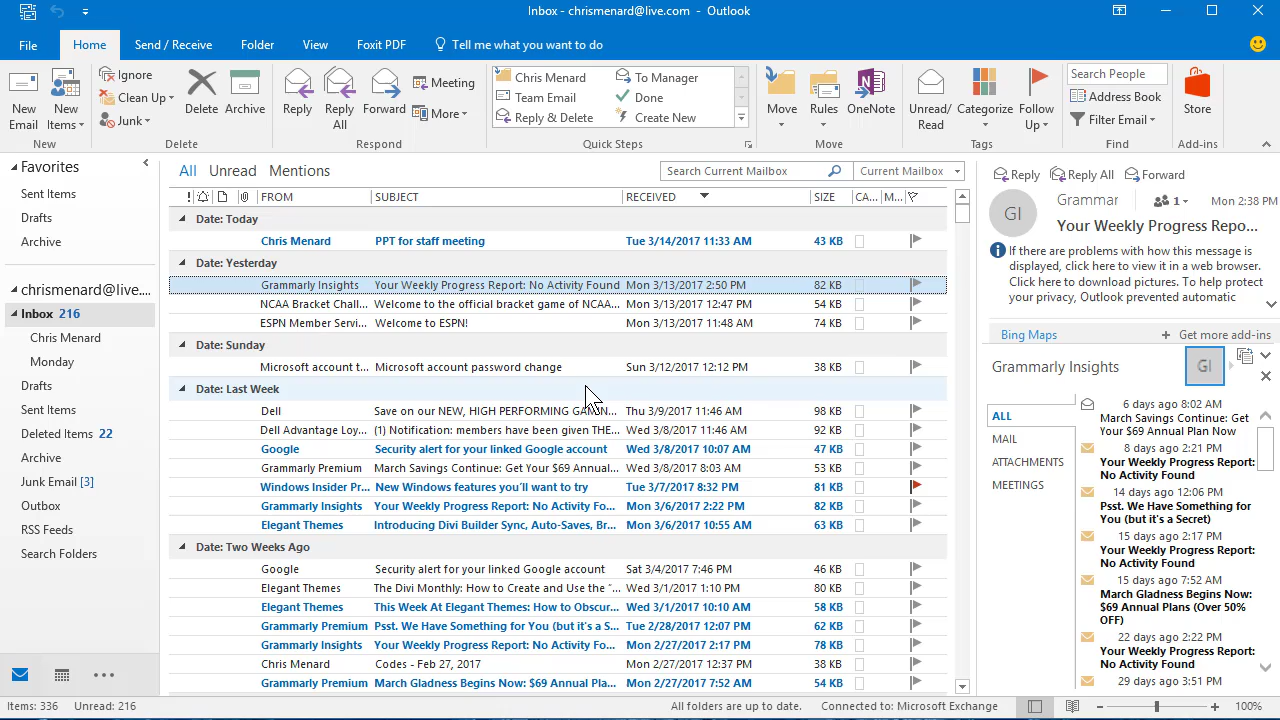 Inbox - chrismenard@live.com - Outlook
File Home Send / Receive Folder View Foxit PDF Tell me what you want to do
New Email
New Items
Ignore
Clean Up
Junk
Delete
Archive
Reply
Reply All
Forward
Meeting
More
Chris Menard
Team Email
Reply & Delete
To Manager
Done
Create New
Move
Rules
OneNote
Unread/ Read
Categorize
Follow Up
Search People
Address Book
Filter Email
Store
New Delete Respond Quick Steps Move Tags Find Add-ins
Favorites
Sent Items
Drafts
Archive
chrismenard@live....
Inbox 216
Chris Menard
Monday
Drafts
Sent Items
Deleted Items 22
Archive
Junk Email [3]
Outbox
RSS Feeds
Search Folders
All Unread Mentions
Search Current Mailbox Current Mailbox
! FROM SUBJECT RECEIVED SIZE CA... M...
Date: Today
Chris Menard PPT for staff meeting Tue 3/14/2017 11:33 AM 43 KB
Date: Yesterday
Grammarly Insights Your Weekly Progress Report: No Activity Found Mon 3/13/2017 2:50 PM 82 KB
NCAA Bracket Chall... Welcome to the official bracket game of NCAA... Mon 3/13/2017 12:47 PM 54 KB
ESPN Member Servi... Welcome to ESPN! Mon 3/13/2017 11:48 AM 74 KB
Date: Sunday
Microsoft account t... Microsoft account password change Sun 3/12/2017 12:12 PM 38 KB
Date: Last Week
Dell Save on our NEW, HIGH PERFORMING Thu 3/9/2017 11:46 AM 98 KB
Dell Advantage Loy... (1) Notification: members have been given THE... Wed 3/8/2017 11:46 AM 92 KB
Google Security alert for your linked Google account Wed 3/8/2017 10:07 AM 47 KB
Grammarly Premium March Savings Continue: Get Your $69 Annual... Wed 3/8/2017 8:03 AM 53 KB
Windows Insider Pr... New Windows features you'll want to try Tue 3/7/2017 8:32 PM 81 KB
Grammarly Insights Your Weekly Progress Report: No Activity Fo... Mon 3/6/2017 2:22 PM 82 KB
Elegant Themes Introducing Divi Builder Sync, Auto-Saves, Br... Mon 3/6/2017 10:55 AM 63 KB
Date: Two Weeks Ago
Google Security alert for your linked Google account Sat 3/4/2017 7:46 PM 46 KB
Elegant Themes The Divi Monthly: How to Create and Use the “... Wed 3/1/2017 1:10 PM 80 KB
Elegant Themes This Week At Elegant Themes: How to Obscur... Wed 3/1/2017 10:10 AM 58 KB
Grammarly Premium Psst. We Have Something for You (but it's a S... Tue 2/28/2017 12:07 PM 62 KB
Grammarly Insights Your Weekly Progress Report: No Activity Fo... Mon 2/27/2017 2:17 PM 78 KB
Chris Menard Codes - Feb 27, 2017 Mon 2/27/2017 12:37 PM 38 KB
Grammarly Premium March Gladness Begins Now: $69 Annual Pla... Mon 2/27/2017 7:52 AM 54 KB
Reply Reply All Forward
GI
Grammar 1 Mon 2:38 PM
Your Weekly Progress Repo...
If there are problems with how this message is
displayed, click here to view it in a web browser.
Click here to download pictures. To help protect
your privacy, Outlook prevented automatic
Bing Maps + Get more add-ins
Grammarly Insights GI
ALL
MAIL
ATTACHMENTS
MEETINGS
6 days ago 8:02 AM
March Savings Continue: Get
Your $69 Annual Plan Now
8 days ago 2:21 PM
Your Weekly Progress Report:
No Activity Found
14 days ago 12:06 PM
Psst. We Have Something for
You (but it's a Secret)
15 days ago 2:17 PM
Your Weekly Progress Report:
No Activity Found
15 days ago 7:52 AM
March Gladness Begins Now:
$69 Annual Plans (Over 50%
OFF)
22 days ago 2:22 PM
Your Weekly Progress Report:
No Activity Found
29 days ago 3:51 PM
Items: 336 Unread: 216 All folders are up to date. Connected to: Microsoft Exchange 100%